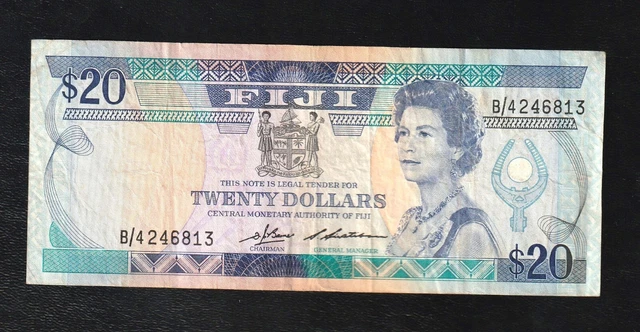 $20
FIJI
B/4246813
THIS NOTE IS LEGAL TENDER FOR
TWENTY DOLLARS
CENTRAL MONETARY AUTHORITY OF FIJI
B/4246813
CHAIRMAN
GENERAL MANAGER
$20